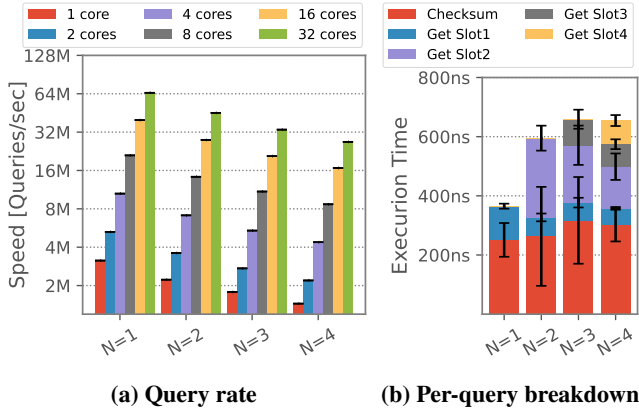 1 core 4 cores 16 cores
2 cores 8 cores 32 cores
128M
64M
32M
16M
8M
4M
2M
Speed [Queries/sec]
N=1 N=2 N=3 N=4
(a) Query rate
Checksum Get Slot3
Get Slot1 Get Slot4
Get Slot2
800ns
600ns
400ns
200ns
Execurion Time
N=1 N=2 N=3 N=4
(b) Per-query breakdown